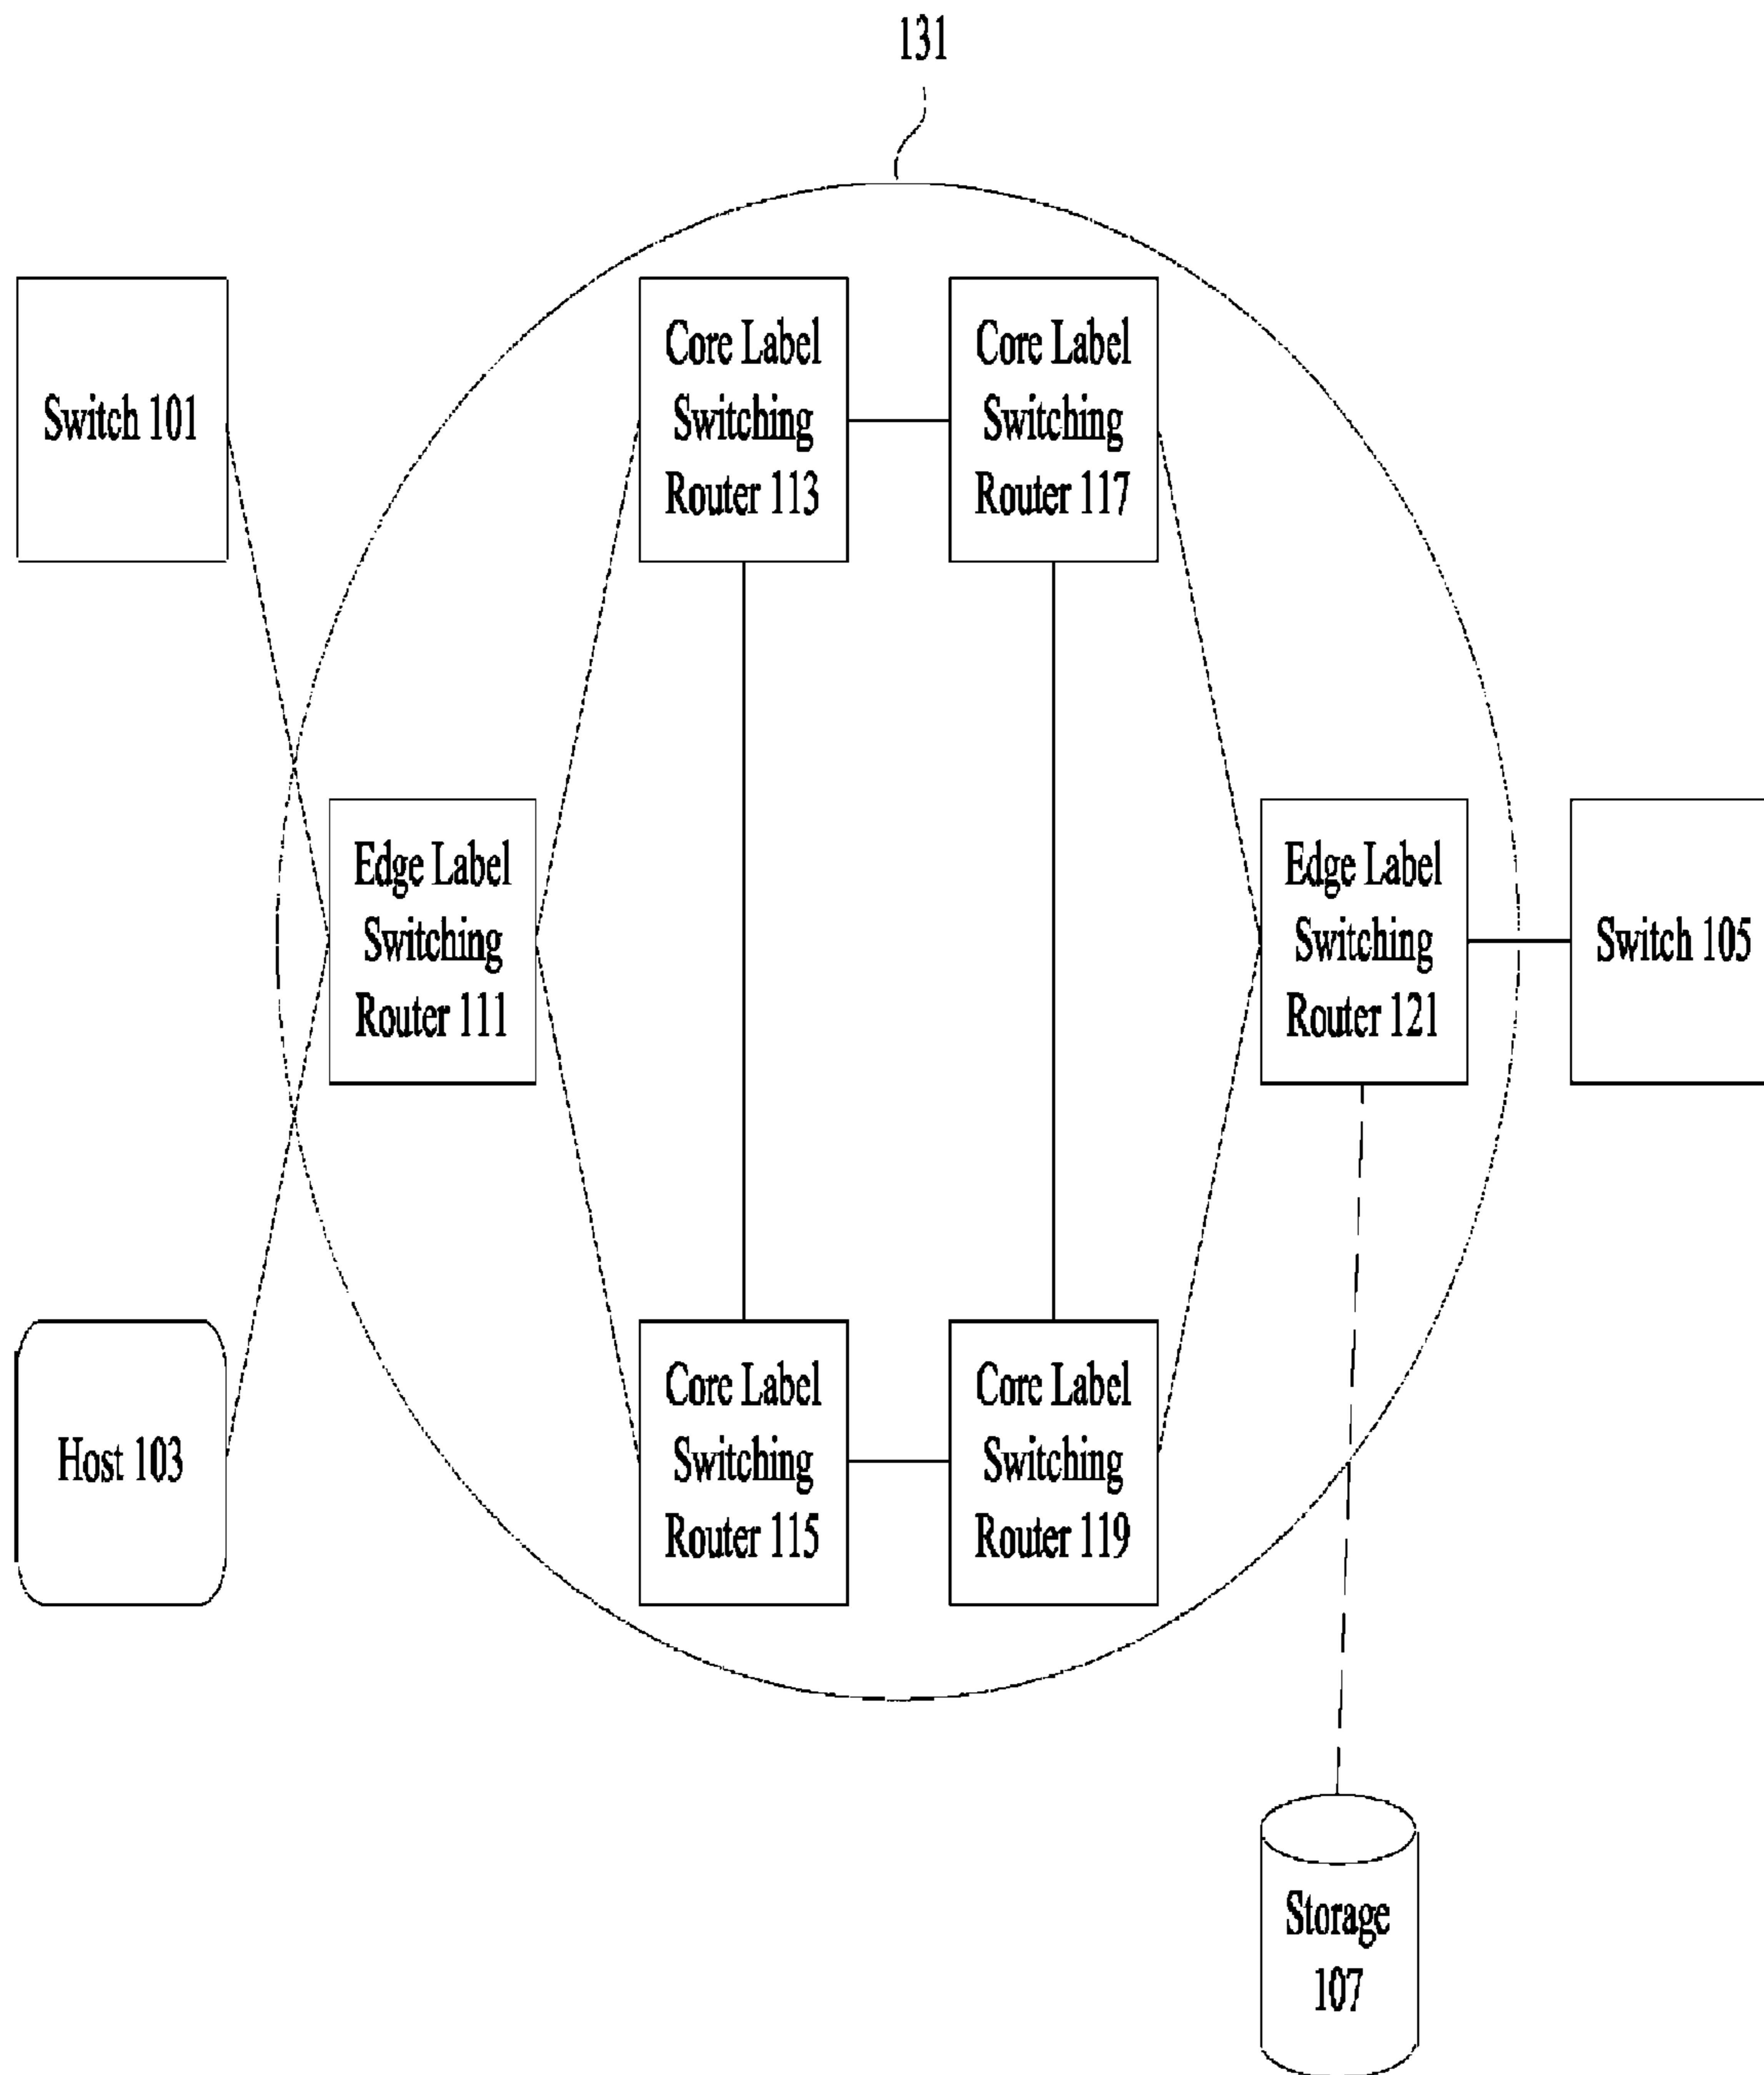 131
Switch 101
Core Label
Switching
Router 113
Core Label
Switching
Router 117
Edge Label
Switching
Router 111
Edge Label
Switching
Router 121
Switch 105
Host 103
Core Label
Switching
Router 115
Core Label
Switching
Router 119
Storage
107